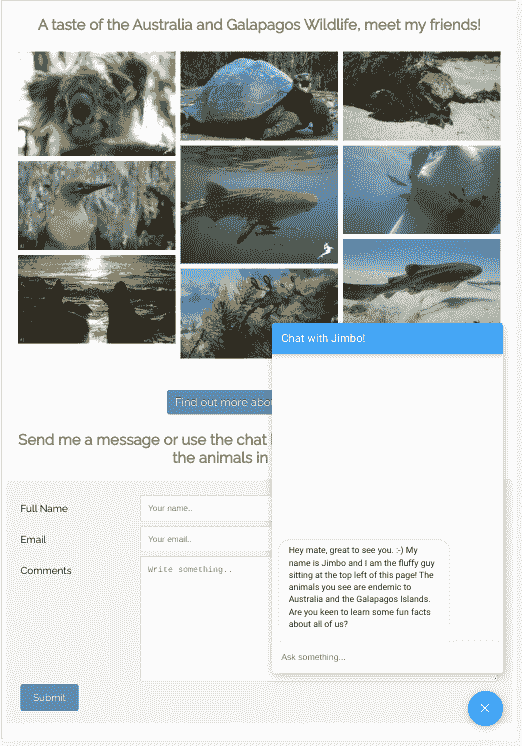 A taste of the Australia and Galapagos Wildlife, meet my friends!
Chat with Jimbo!
Find out more abou
Send me a message or use the chat
the animals in
Full Name
Your name..
Email
Your email..
Comments
Write something..
Hey mate, great to see you. :-) My
name is Jimbo and I am the fluffy guy
sitting at the top left of this page! The
animals you see are endemic to
Australia and the Galapagos Islands.
Are you keen to learn some fun facts
about all of us?
Ask something...
Submit